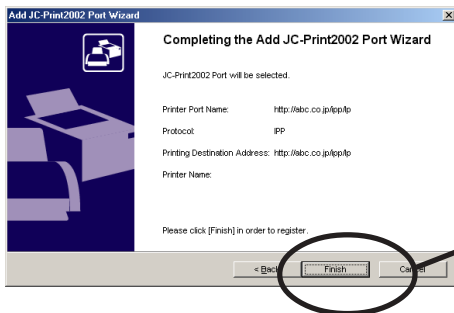 Add JC-Print2002 Port Wizard
Completing the Add JC-Print2002 Port Wizard
JC-Print2002 Port will be selected.
Printer Port Name: http://abc.co.jp/ipp/lp
Protocol: IPP
Printing Destination Address: http://abc.co.jp/ipp/lp
Printer Name:
Please click [Finish] in order to register.
< Back Finish Cancel